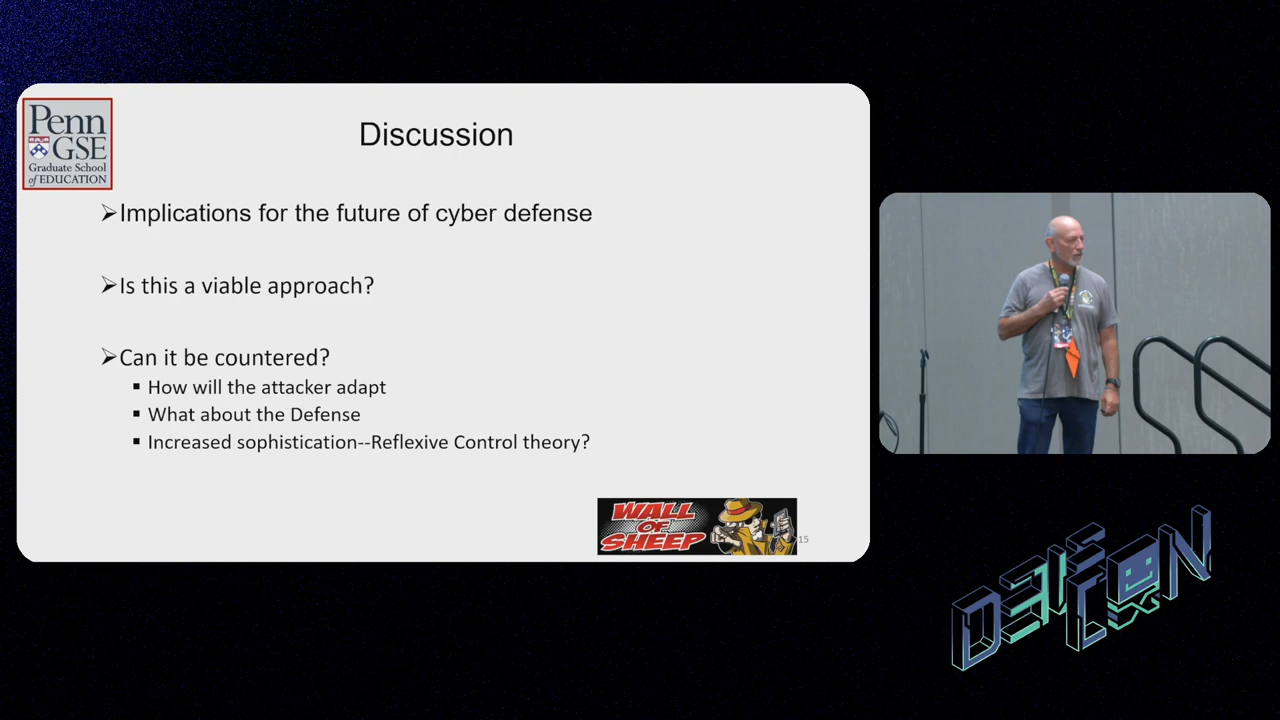 Penn
GSE
Graduate School
of EDUCATION
Discussion
➢Implications for the future of cyber defense
➢Is this a viable approach?
➢Can it be countered?
▪ How will the attacker adapt
▪ What about the Defense
▪ Increased sophistication--Reflexive Control theory?
WALL
OF
SHEEP
15
DEF
CON